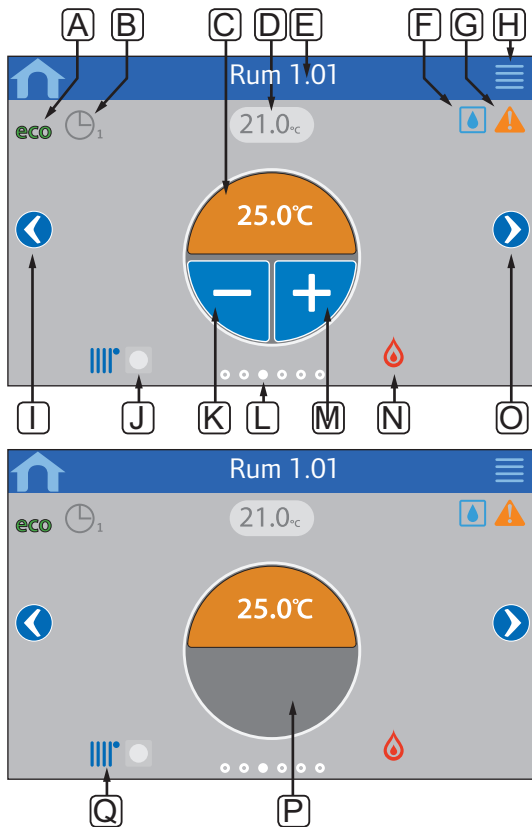 A B C D E F G H
Rum 1.01
eco 1 21.0°C
25.0°C
I J K L M N O
Rum 1.01
eco 1 21.0°C
25.0°C
Q P